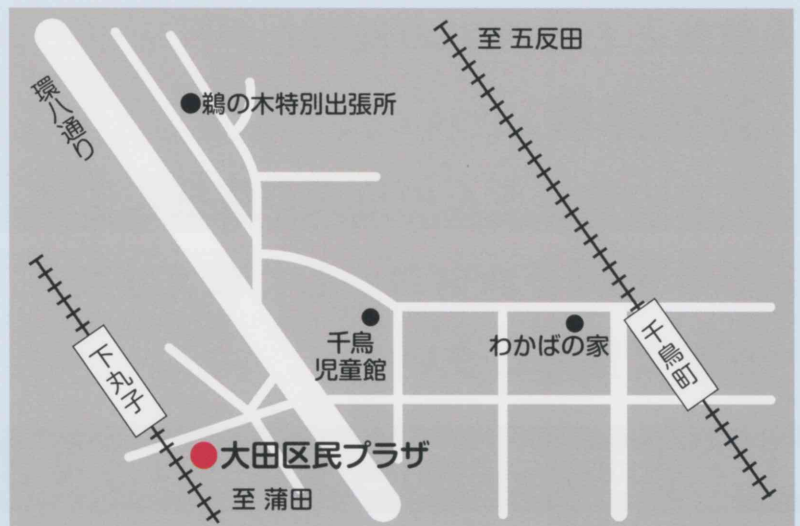 至 五反田
環八通り
鵜の木特別出張所
千鳥
児童館
わかばの家
千鳥町
下丸子
大田区民プラザ
至 蒲田